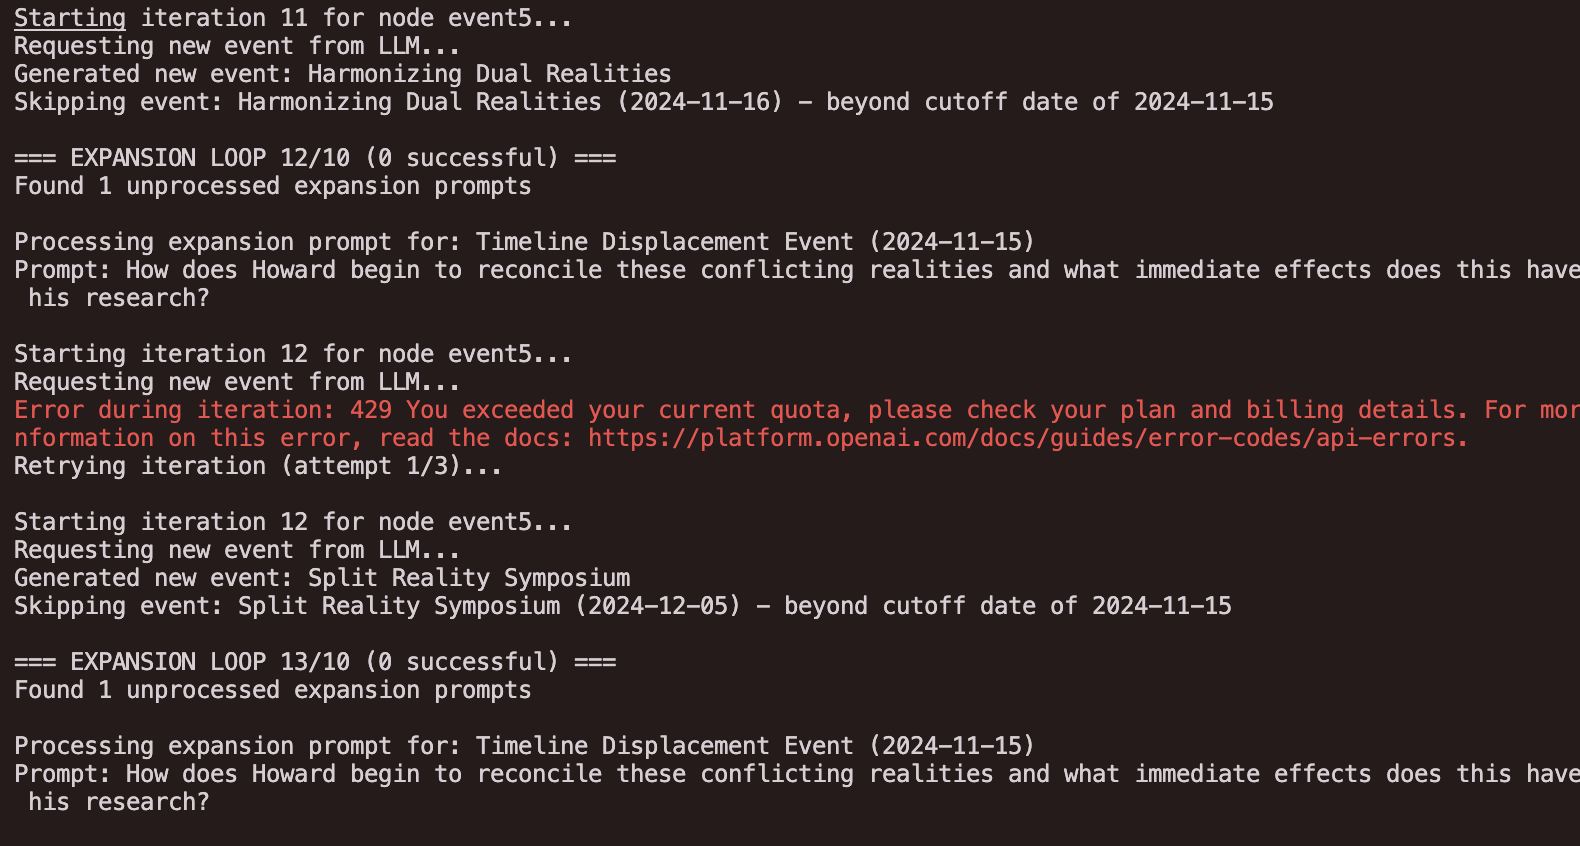 Starting iteration 11 for node event5...
Requesting new event from LLM...
Generated new event: Harmonizing Dual Realities
Skipping event: Harmonizing Dual Realities (2024-11-16) - beyond cutoff date of 2024-11-15
=== EXPANSION LOOP 12/10 (0 successful) ===
Found 1 unprocessed expansion prompts
Processing expansion prompt for: Timeline Displacement Event (2024-11-15)
Prompt: How does Howard begin to reconcile these conflicting realities and what immediate effects does this have
his research?
Starting iteration 12 for node event5...
Requesting new event from LLM...
Error during iteration: 429 You exceeded your current quota, please check your plan and billing details. For mor
nformation on this error, read the docs: https://platform.openai.com/docs/guides/error-codes/api-errors.
Retrying iteration (attempt 1/3)...
Starting iteration 12 for node event5...
Requesting new event from LLM...
Generated new event: Split Reality Symposium
Skipping event: Split Reality Symposium (2024-12-05) - beyond cutoff date of 2024-11-15
=== EXPANSION LOOP 13/10 (0 successful) ===
Found 1 unprocessed expansion prompts
Processing expansion prompt for: Timeline Displacement Event (2024-11-15)
Prompt: How does Howard begin to reconcile these conflicting realities and what immediate effects does this have
his research?